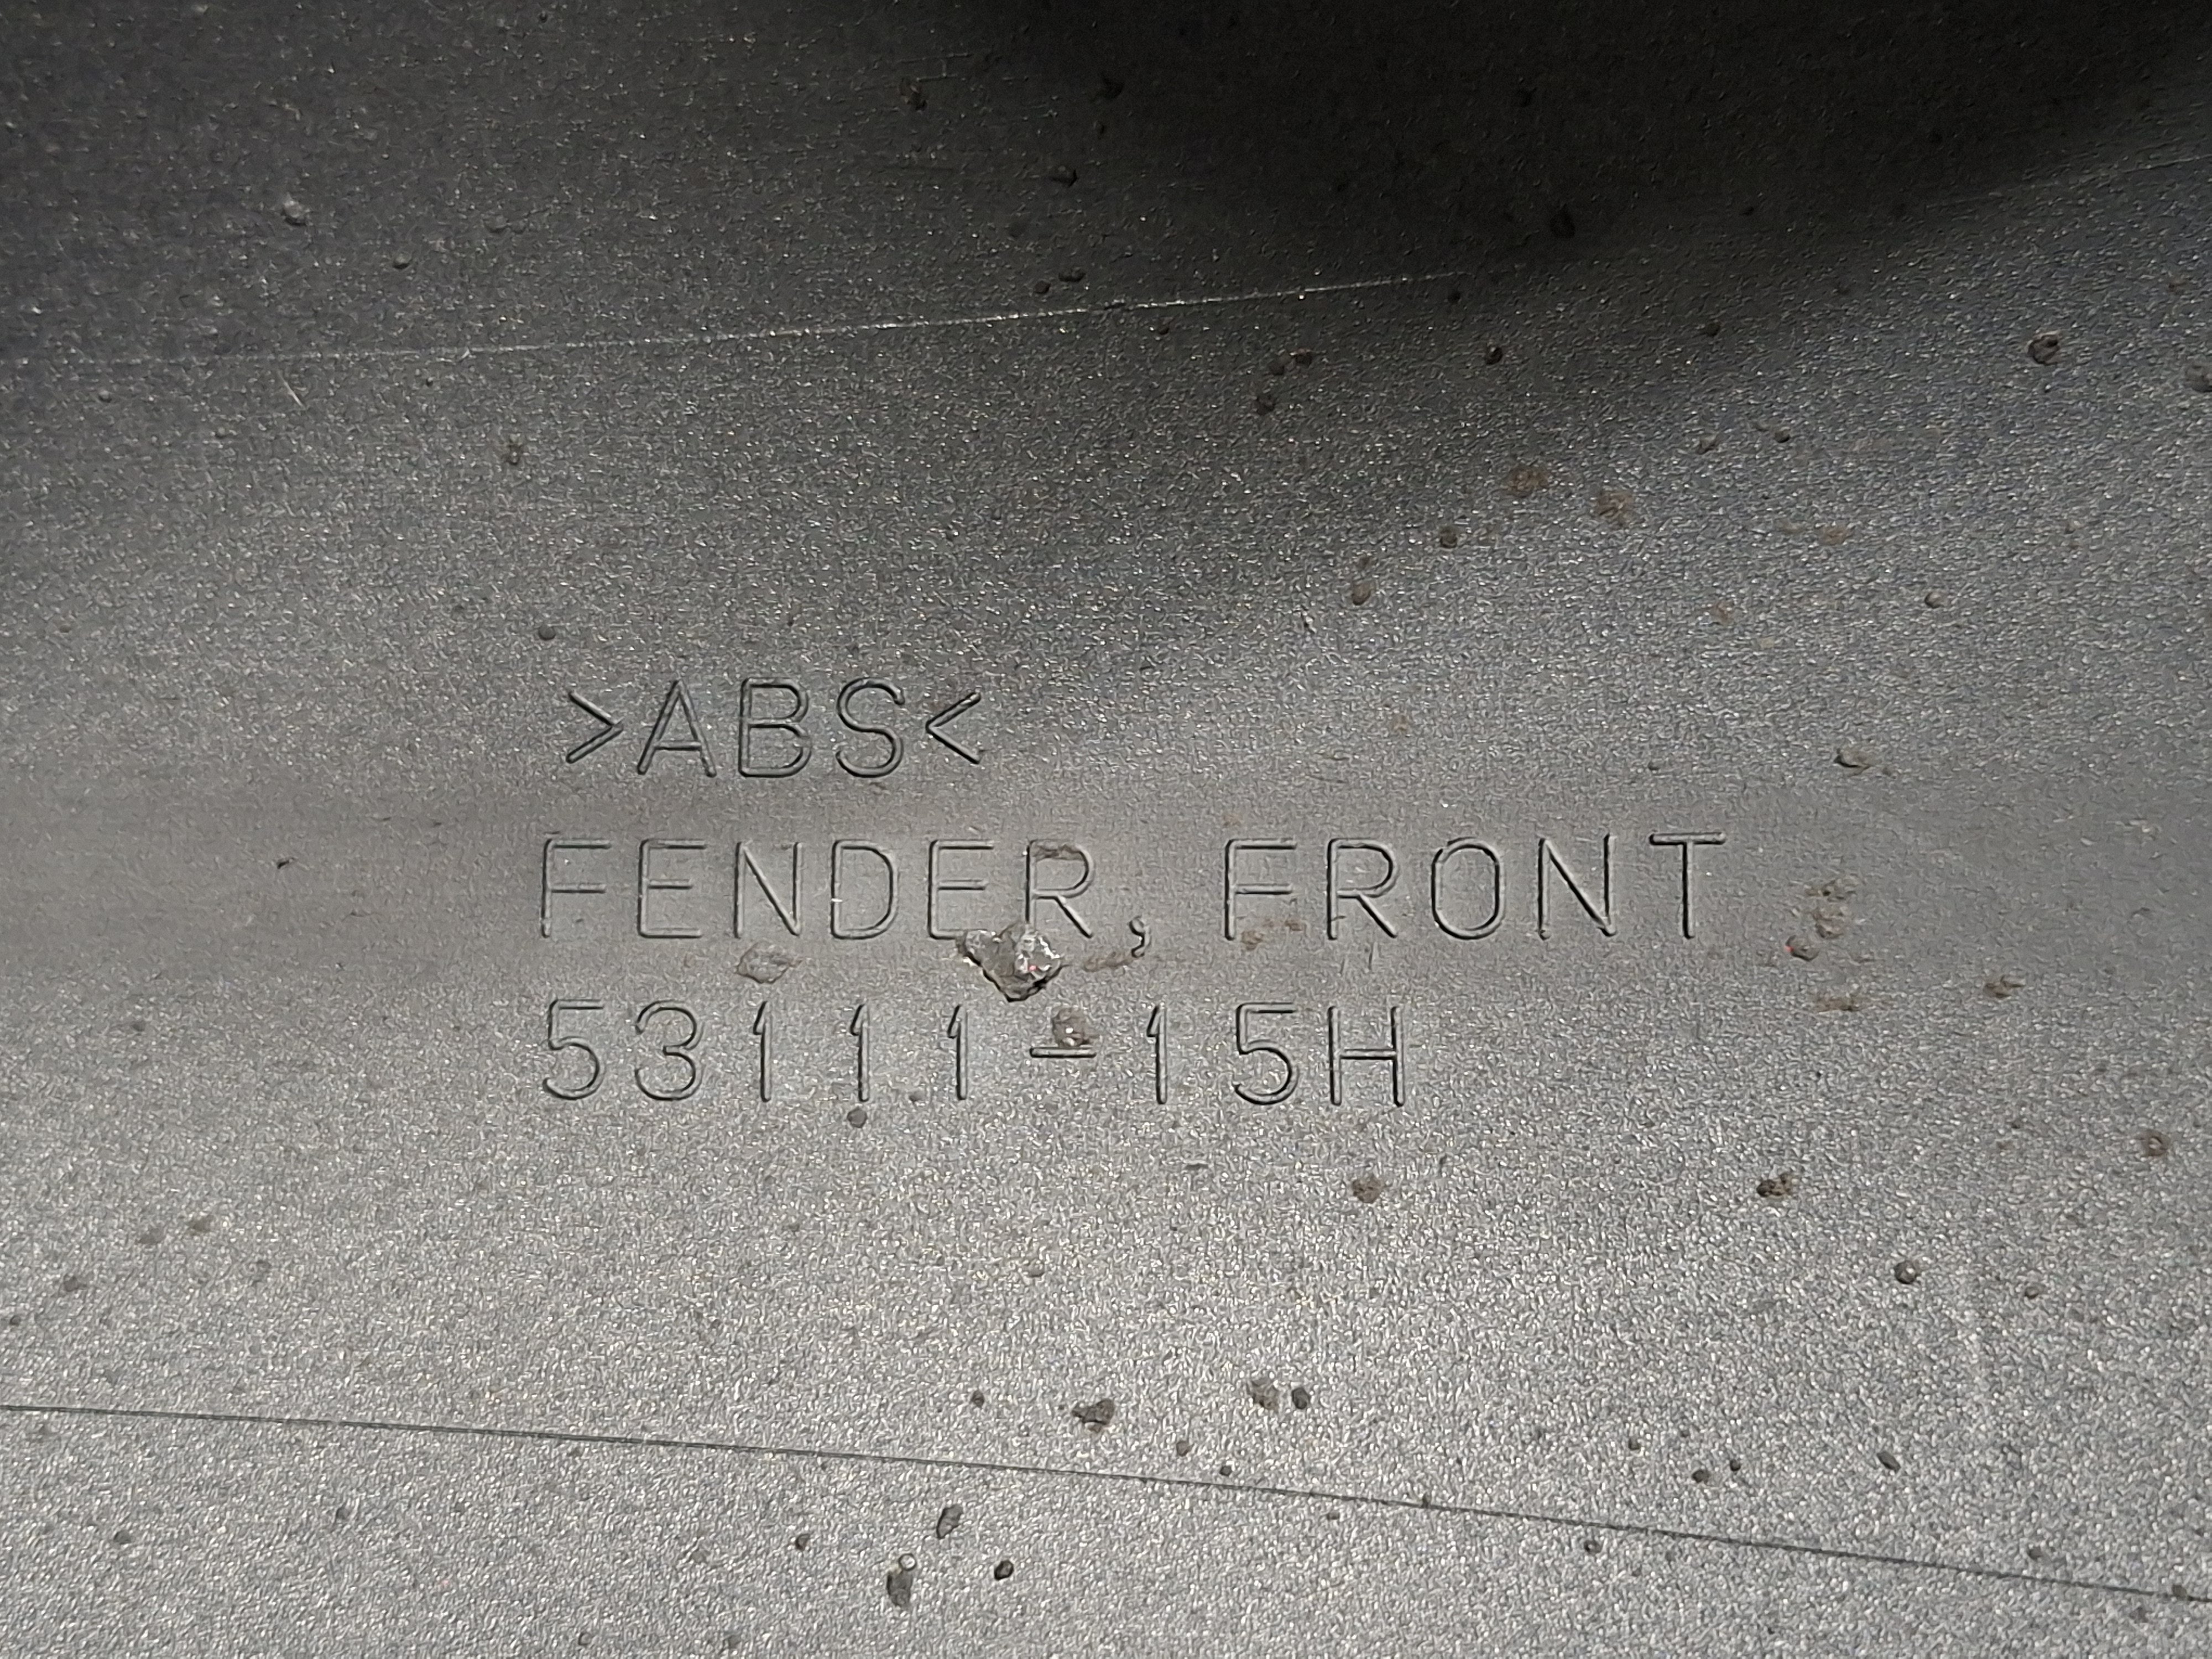 >ABS<
FENDER, FRONT
53111-15H